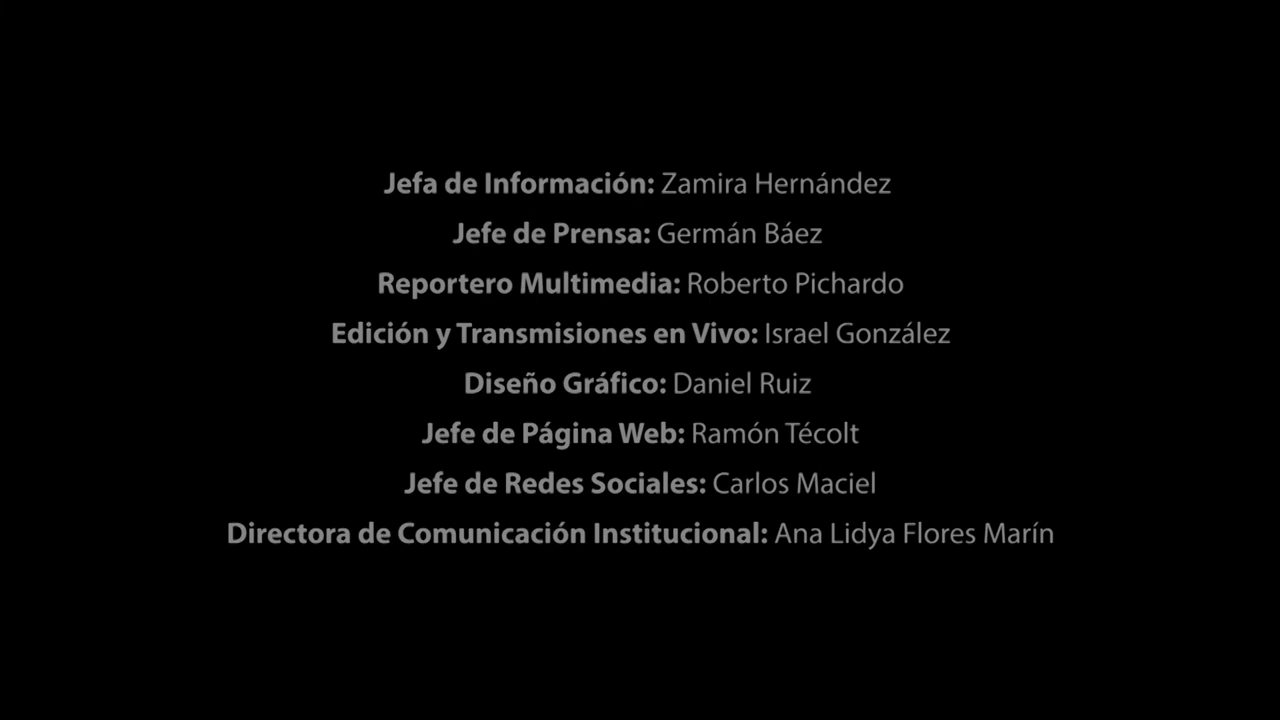 Jefa de Información: Zamira Hernández
Jefe de Prensa: Germán Báez
Reportero Multimedia: Roberto Pichardo
Edición y Transmisiones en Vivo: Israel González
Diseño Gráfico: Daniel Ruiz
Jefe de Página Web: Ramón Técolt
Jefe de Redes Sociales: Carlos Maciel
Directora de Comunicación Institucional: Ana Lidya Flores Marín